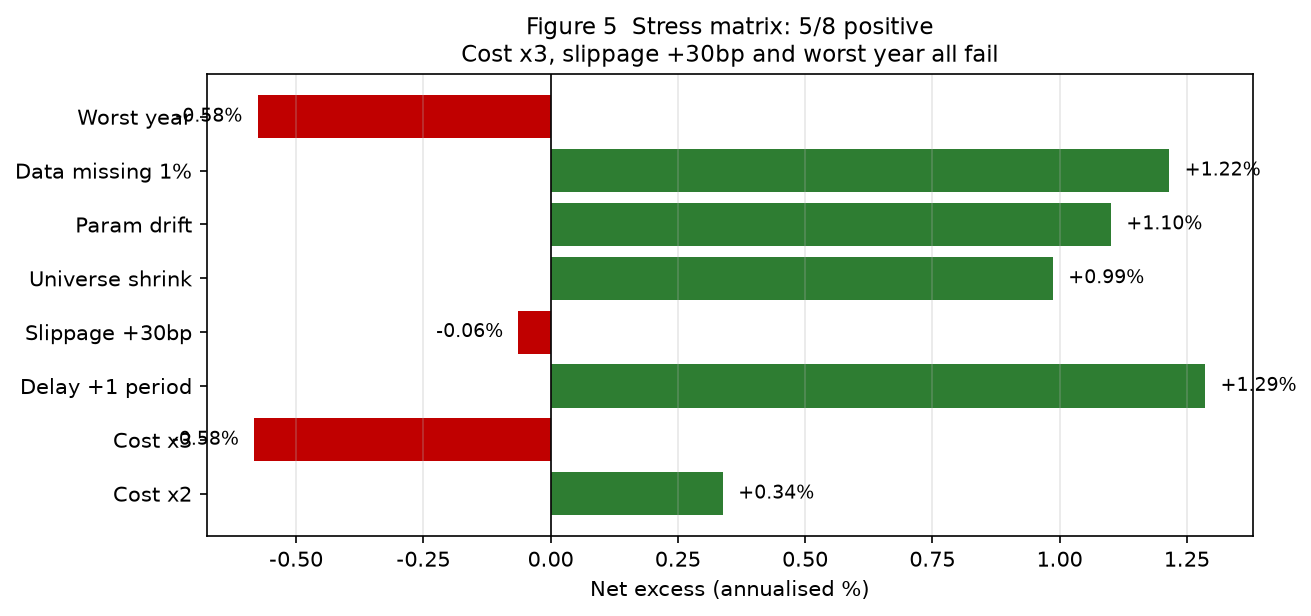 Figure 5  Stress matrix: 5/8 positive
Cost x3, slippage +30bp and worst year all fail
Worst year -0.58%
Data missing 1% +1.22%
Param drift +1.10%
Universe shrink +0.99%
Slippage +30bp -0.06%
Delay +1 period +1.29%
Cost x3 -0.58%
Cost x2 +0.34%
-0.50 -0.25 0.00 0.25 0.50 0.75 1.00 1.25
Net excess (annualised %)